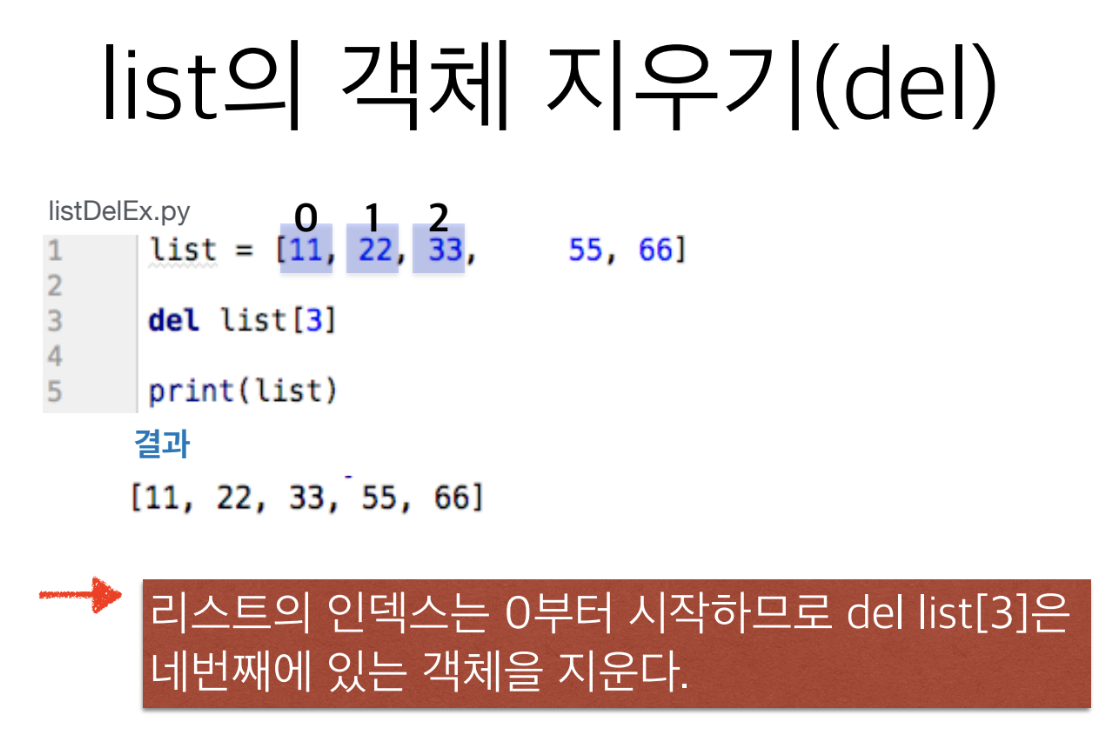 list의 객체 지우기(del)
listDelEx.py
0 1 2
1 list = [11, 22, 33, 55, 66]
2
3 del list[3]
4
5 print(list)
결과
[11, 22, 33, 55, 66]
리스트의 인덱스는 0부터 시작하므로 del list[3]은
네번째에 있는 객체을 지운다.